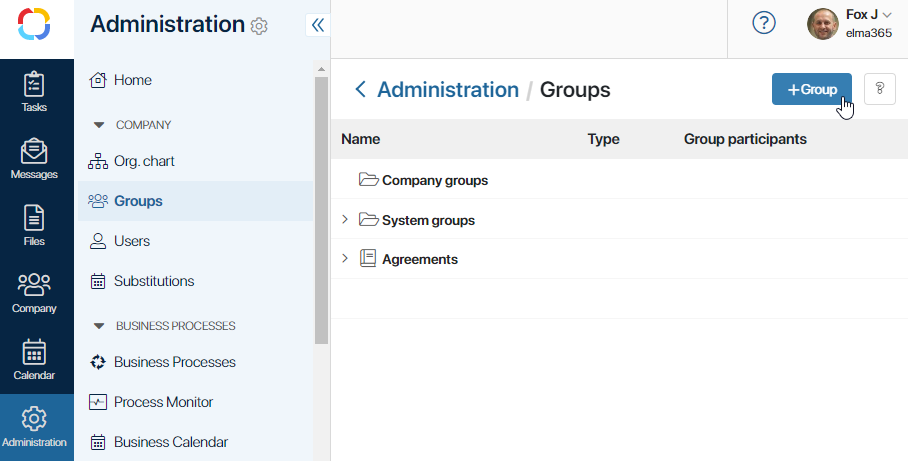 Tasks
Messages
Files
Company
Calendar
Administration
Administration
Home
COMPANY
Org. chart
Groups
Users
Substitutions
BUSINESS PROCESSES
Business Processes
Process Monitor
Business Calendar
? Fox J
elma365
Administration / Groups
+Group
Name Type Group participants
Company groups
System groups
Agreements